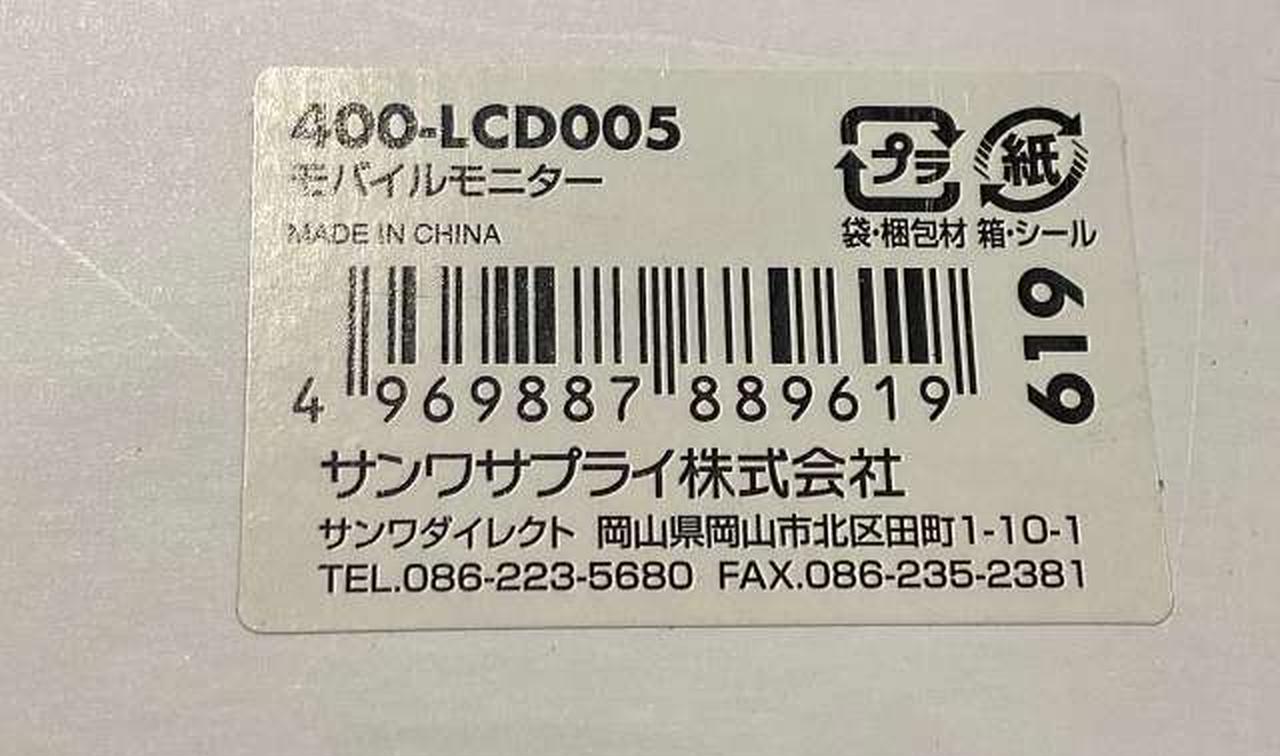 400-LCD005
モバイルモニター
MADE IN CHINA
プラ 紙
袋・梱包材 箱・シール
619
4 969887 889619
サンワサプライ株式会社
サンワダイレクト 岡山県岡山市北区田町1-10-1
TEL.086-223-5680 FAX.086-235-2381